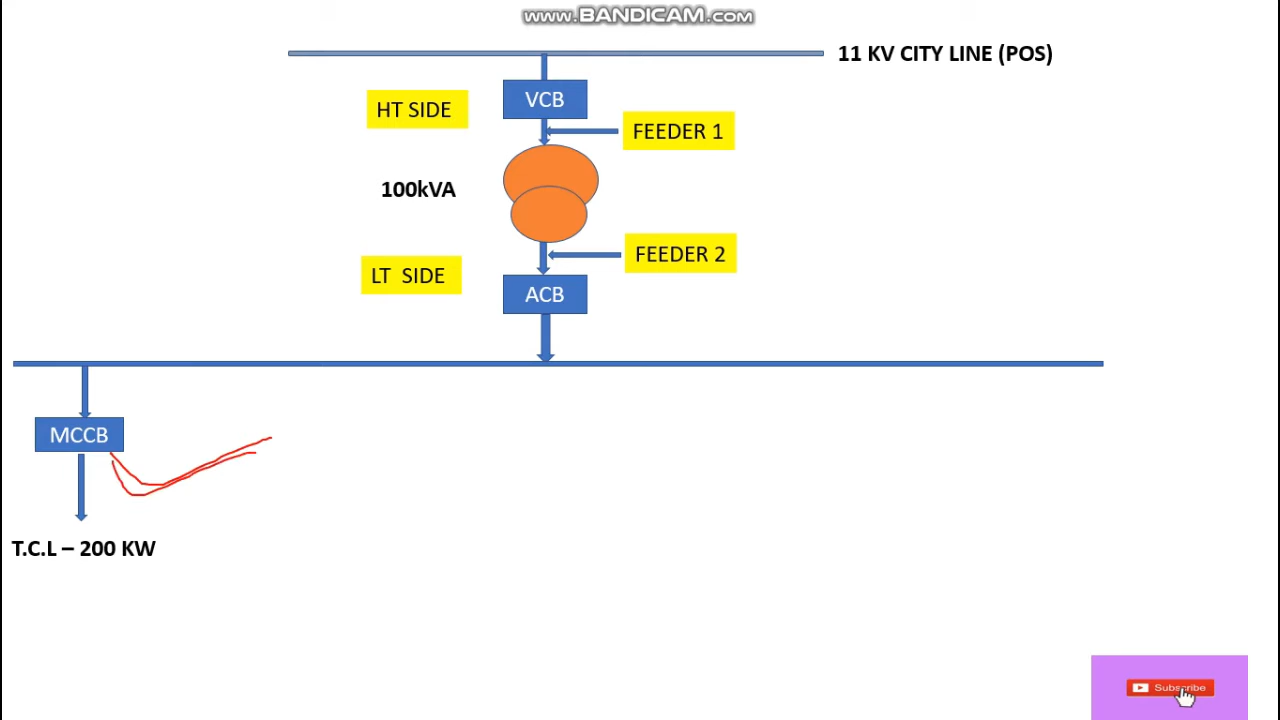 www.BANDICAM.com
11 KV CITY LINE (POS)
VCB
HT SIDE
FEEDER 1
100kVA
FEEDER 2
LT SIDE
ACB
MCCB
T.C.L – 200 KW
Subscribe